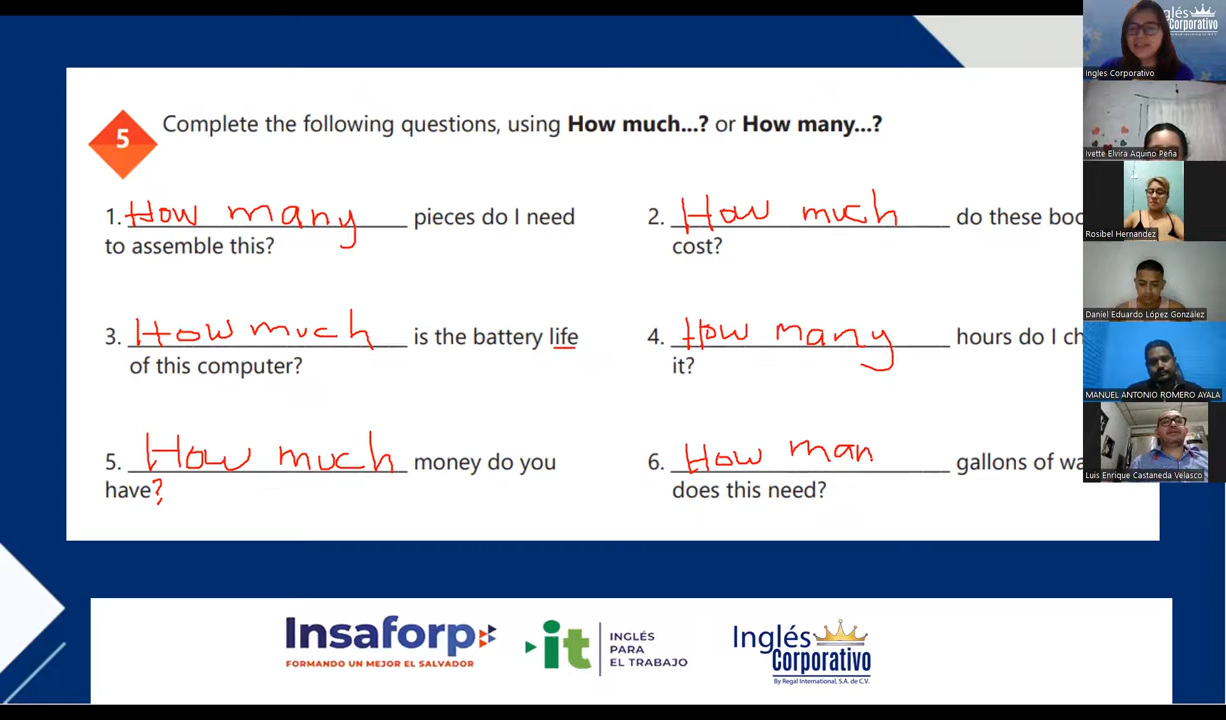 5 Complete the following questions, using How much...? or How many...?
1. How many pieces do I need
to assemble this?
2. How much do these
cost?
3. How much is the battery life
of this computer?
4. How many hours do I
it?
5. How much money do you
have?
6. How man gallons of
does this need?
Insaforp
FORMANDO UN MEJOR EL SALVADOR
it
INGLÉS
PARA
EL TRABAJO
Inglés
Corporativo
By Regal International, S.A. de C.V.
Inglés
Corporativo
Ingles Corporativo
Ivette Elvira Aquino Peña
Rosibel Hernandez
Daniel Eduardo López González
MANUEL ANTONIO ROMERO AYALA
Luis Enrique Castaneda Velasco